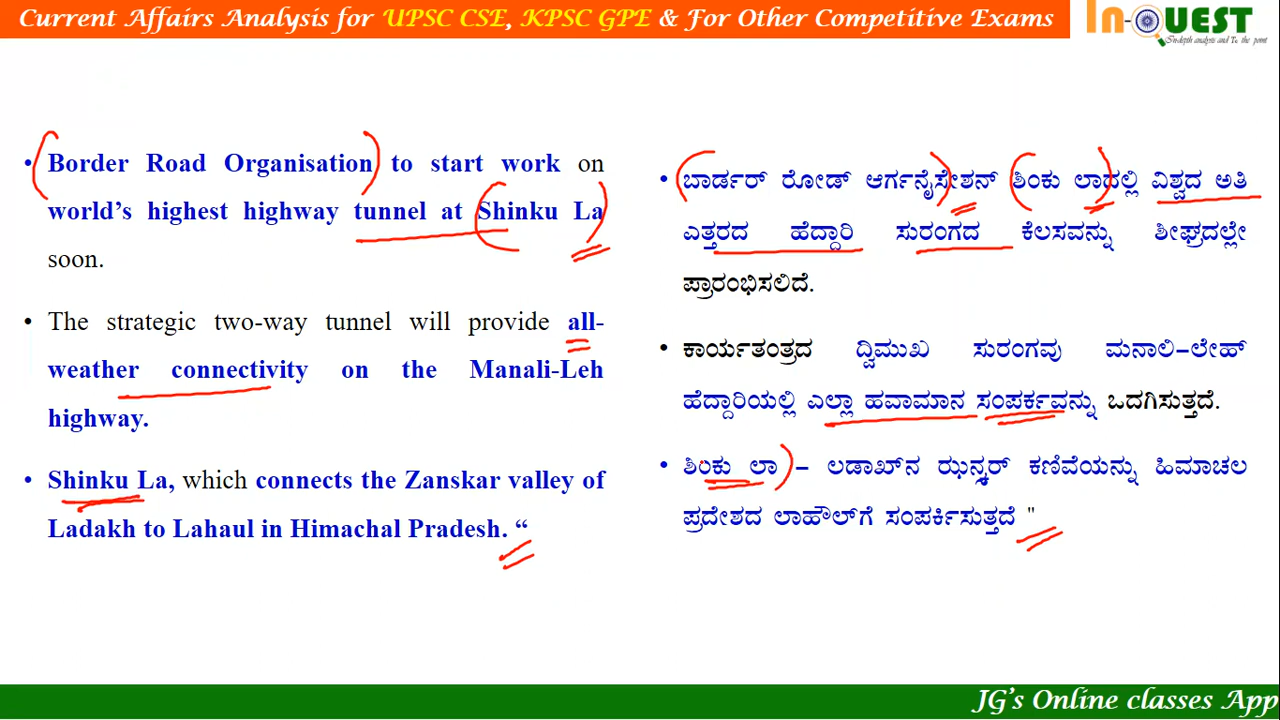 Current Affairs Analysis for UPSC CSE, KPSC GPE & For Other Competitive Exams
In-QUEST
In-depth analysis and To the point
• Border Road Organisation to start work on
world's highest highway tunnel at Shinku La
soon.
• The strategic two-way tunnel will provide all-
weather connectivity on the Manali-Leh
highway.
• Shinku La, which connects the Zanskar valley of
Ladakh to Lahaul in Himachal Pradesh. “
• ಬಾರ್ಡರ್ ರೋಡ್ ಆರ್ಗನೈಸೇಶನ್ ಶಿಂಕು ಲಾದಲ್ಲಿ ವಿಶ್ವದ ಅತಿ
ಎತ್ತರದ ಹೆದ್ದಾರಿ ಸುರಂಗದ ಕೆಲಸವನ್ನು ಶೀಘ್ರದಲ್ಲೇ
ಪ್ರಾರಂಭಿಸಲಿದೆ.
• ಕಾರ್ಯತಂತ್ರದ ದ್ವಿಮುಖ ಸುರಂಗವು ಮನಾಲಿ-ಲೇಹ್
ಹೆದ್ದಾರಿಯಲ್ಲಿ ಎಲ್ಲಾ ಹವಾಮಾನ ಸಂಪರ್ಕವನ್ನು ಒದಗಿಸುತ್ತದೆ.
• ಶಿಂಕು ಲಾ – ಲಡಾಖ್‌ನ ಝನ್ಸ್ಕರ್ ಕಣಿವೆಯನ್ನು ಹಿಮಾಚಲ
ಪ್ರದೇಶದ ಲಾಹೌಲ್‌ಗೆ ಸಂಪರ್ಕಿಸುತ್ತದೆ "
JG's Online classes App